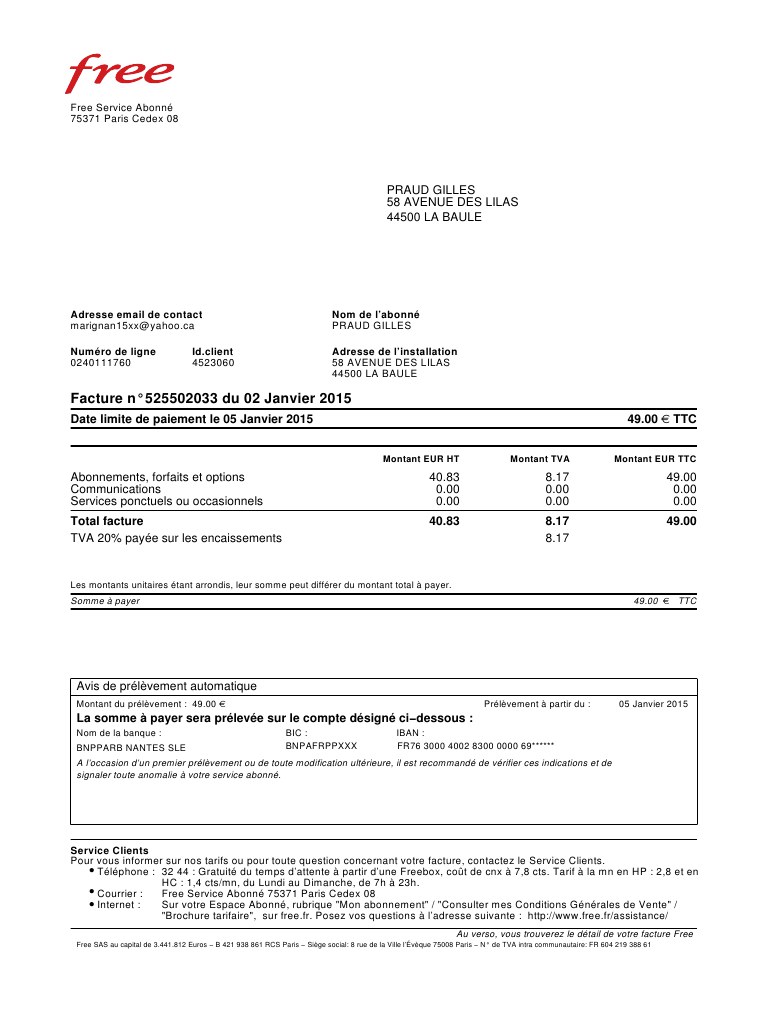 free
Free Service Abonné
75371 Paris Cedex 08
PRAUD GILLES
58 AVENUE DES LILAS
44500 LA BAULE
Adresse email de contact
marignan15xx@yahoo.ca
Nom de l'abonné
PRAUD GILLES
Numéro de ligne Id.client
0240111760 4523060
Adresse de l'installation
58 AVENUE DES LILAS
44500 LA BAULE
Facture n°525502033 du 02 Janvier 2015
Date limite de paiement le 05 Janvier 2015 49.00 € TTC
Montant EUR HT Montant TVA Montant EUR TTC
Abonnements, forfaits et options 40.83 8.17 49.00
Communications 0.00 0.00 0.00
Services ponctuels ou occasionnels 0.00 0.00 0.00
Total facture 40.83 8.17 49.00
TVA 20% payée sur les encaissements 8.17
Les montants unitaires étant arrondis, leur somme peut différer du montant total à payer.
Somme à payer 49.00 € TTC
Avis de prélèvement automatique
Montant du prélèvement : 49.00 € Prélèvement à partir du : 05 Janvier 2015
La somme à payer sera prélevée sur le compte désigné ci−dessous :
Nom de la banque : BIC : IBAN :
BNPPARB NANTES SLE BNPAFRPPXXX FR76 3000 4002 8300 0000 69******
A l'occasion d'un premier prélèvement ou de toute modification ultérieure, il est recommandé de vérifier ces indications et de
signaler toute anomalie à votre service abonné.
Service Clients
Pour vous informer sur nos tarifs ou pour toute question concernant votre facture, contactez le Service Clients.
• Téléphone : 32 44 : Gratuité du temps d'attente à partir d'une Freebox, coût de cnx à 7,8 cts. Tarif à la mn en HP : 2,8 et en
HC : 1,4 cts/mn, du Lundi au Dimanche, de 7h à 23h.
• Courrier : Free Service Abonné 75371 Paris Cedex 08
• Internet : Sur votre Espace Abonné, rubrique "Mon abonnement" / "Consulter mes Conditions Générales de Vente" /
"Brochure tarifaire", sur free.fr. Posez vos questions à l'adresse suivante : http://www.free.fr/assistance/
Au verso, vous trouverez le détail de votre facture Free
Free SAS au capital de 3.441.812 Euros − B 421 938 861 RCS Paris − Siège social: 8 rue de la Ville l'Évêque 75008 Paris − N° de TVA intra communautaire: FR 604 219 388 61